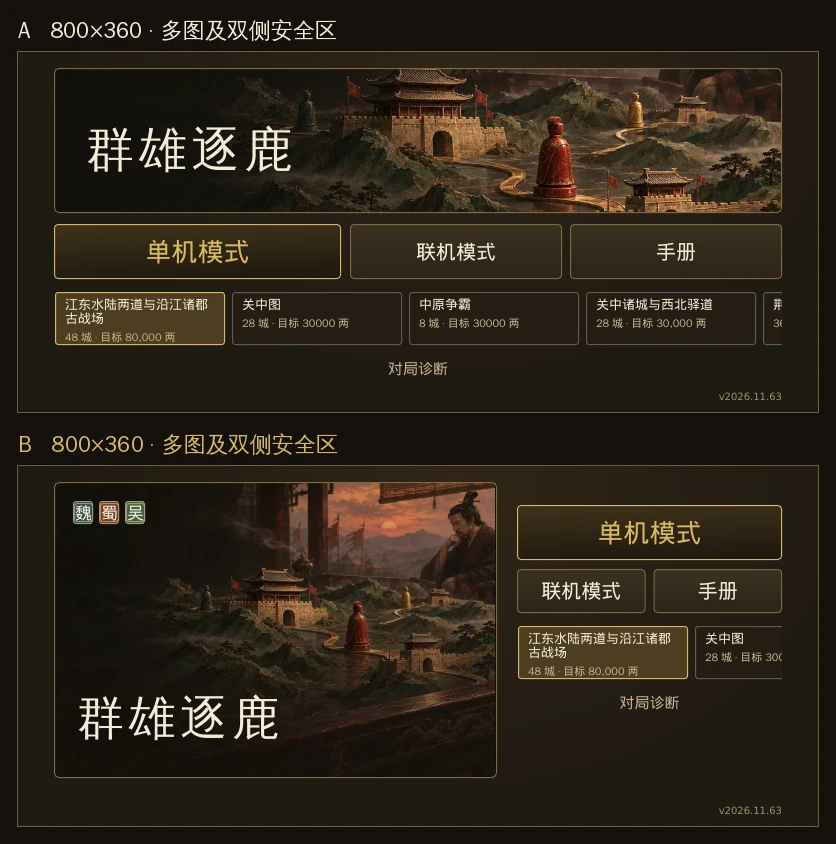 A 800×360 · 多图及双侧安全区
群雄逐鹿
单机模式
联机模式
手册
江东水陆两道与沿江诸郡
古战场
48 城 · 目标 80,000 两
关中图
28 城 · 目标 30000 两
中原争霸
8 城 · 目标 30000 两
关中诸城与西北驿道
28 城 · 目标 30,000 两
荆
36
对局诊断
v2026.11.63
B 800×360 · 多图及双侧安全区
魏 蜀 吴
群雄逐鹿
单机模式
联机模式
手册
江东水陆两道与沿江诸郡
古战场
48 城 · 目标 80,000 两
关中图
28 城 · 目标 300
对局诊断
v2026.11.63